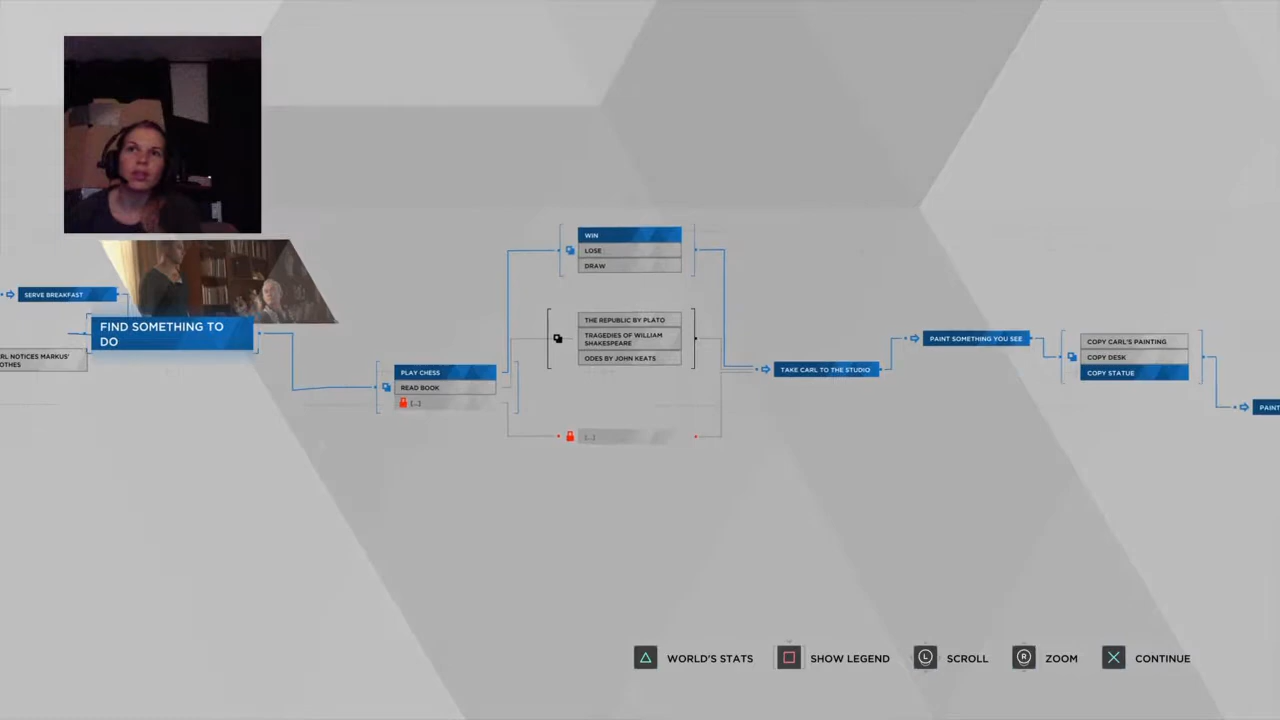 SERVE BREAKFAST
FIND SOMETHING TO
DO
RL NOTICES MARKUS'
OTHES
PLAY CHESS
READ BOOK
[...]
WIN
LOSE
DRAW
THE REPUBLIC BY PLATO
TRAGEDIES OF WILLIAM
SHAKESPEARE
ODES BY JOHN KEATS
[...]
TAKE CARL TO THE STUDIO
PAINT SOMETHING YOU SEE
COPY CARL'S PAINTING
COPY DESK
COPY STATUE
PAINT
WORLD'S STATS
SHOW LEGEND
L SCROLL
R ZOOM
CONTINUE